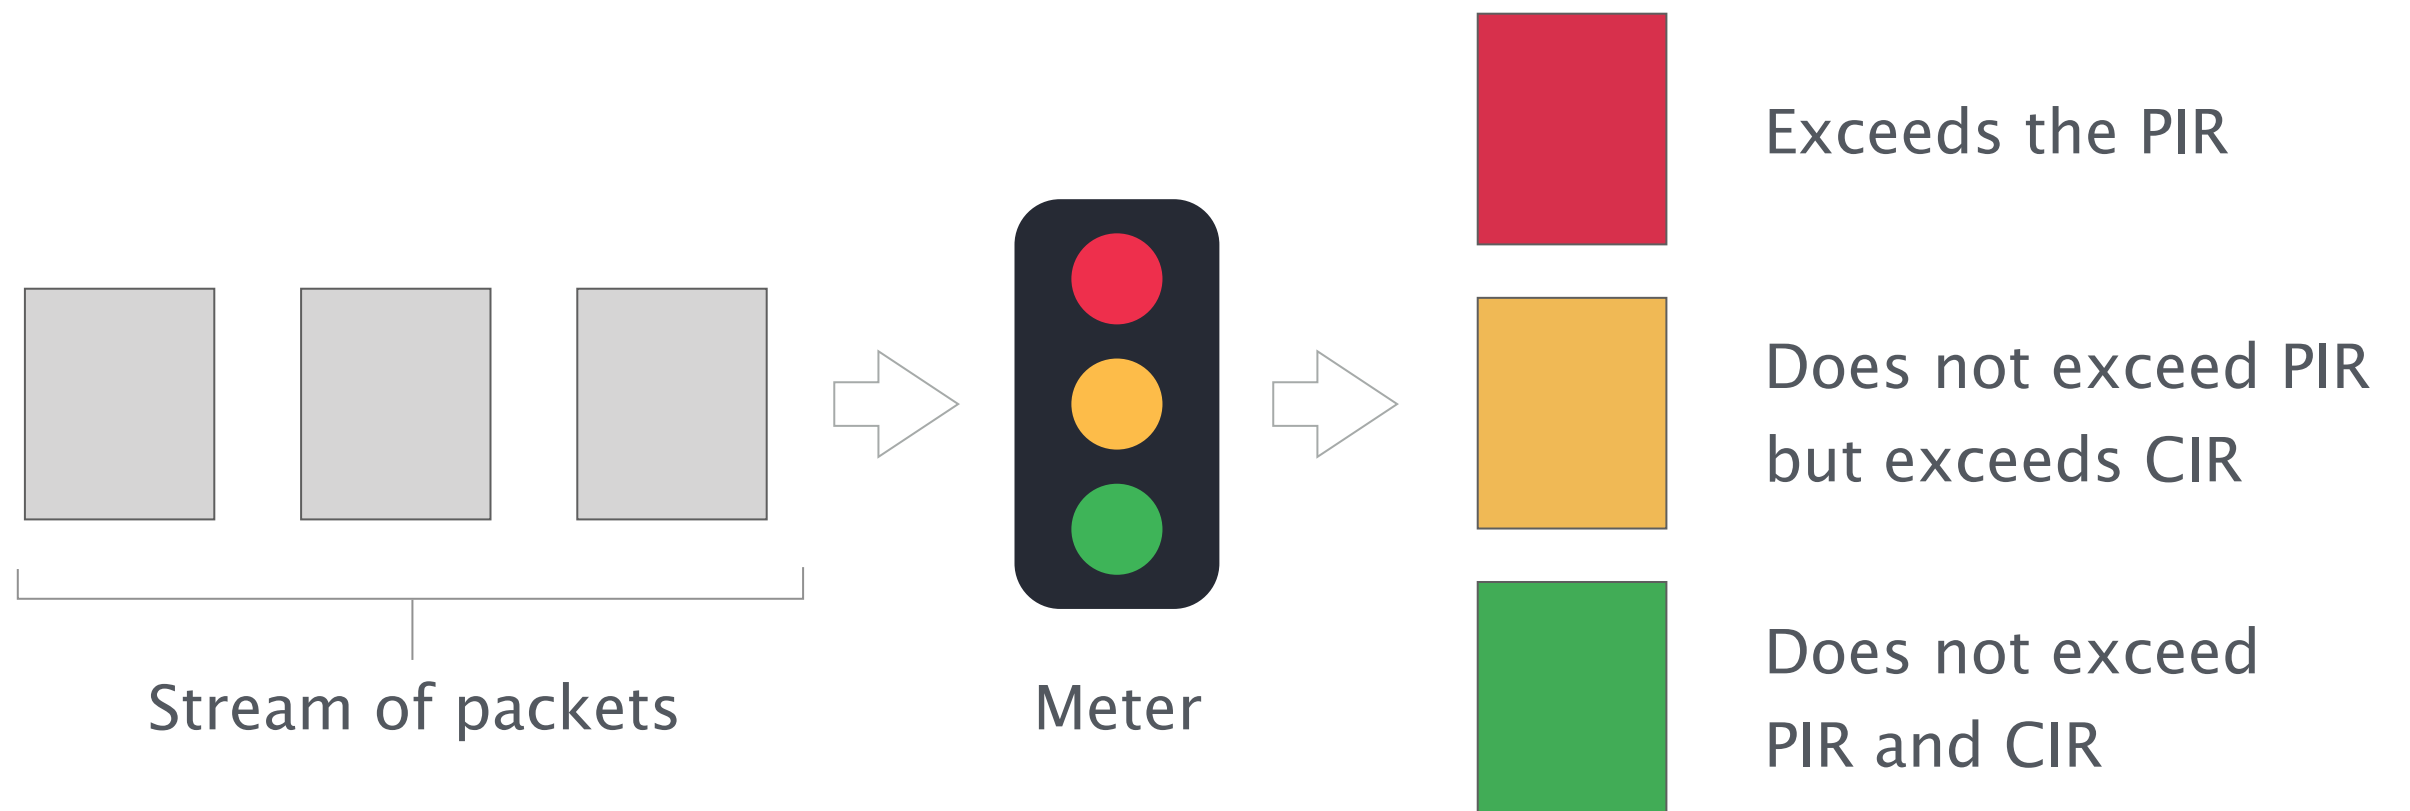 Stream of packets
Meter
Exceeds the PIR
Does not exceed PIR
but exceeds CIR
Does not exceed
PIR and CIR